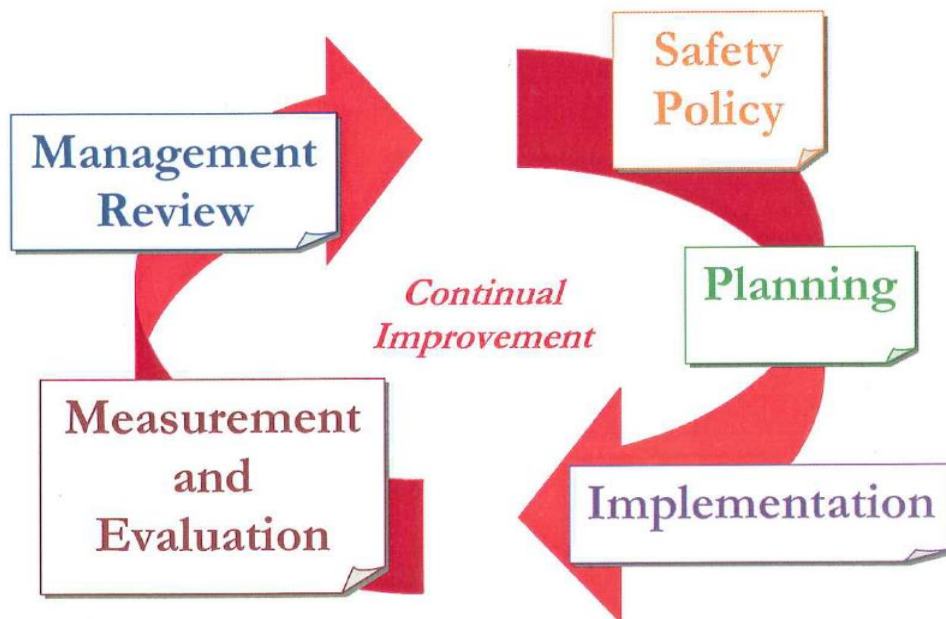 Safety
Policy
Planning
Implementation
Measurement
and
Evaluation
Management
Review
Continual
Improvement